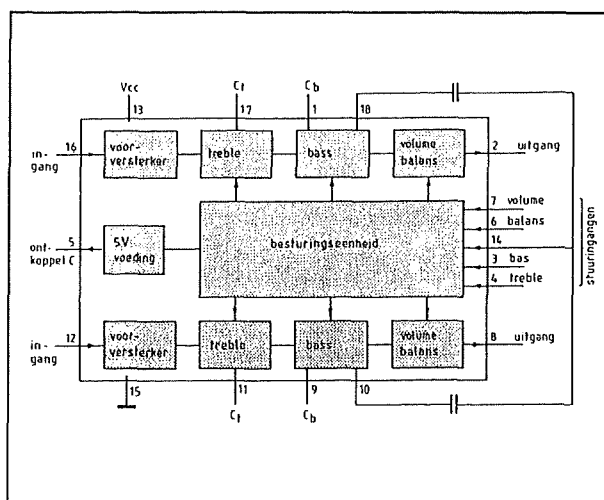 Vcc
13
Ct
17
Cb
1
18
in-
gang
16
voor-
versterker
treble
bass
volume
balans
2
uitgang
7 volume
6 balans
14
3 bas
4 treble
stuuringangen
ont-
koppel C
5
5V
voeding
besturingseenheid
in-
gang
12
voor-
versterker
treble
bass
volume
balans
8
uitgang
15
11
Ct
9
Cb
10